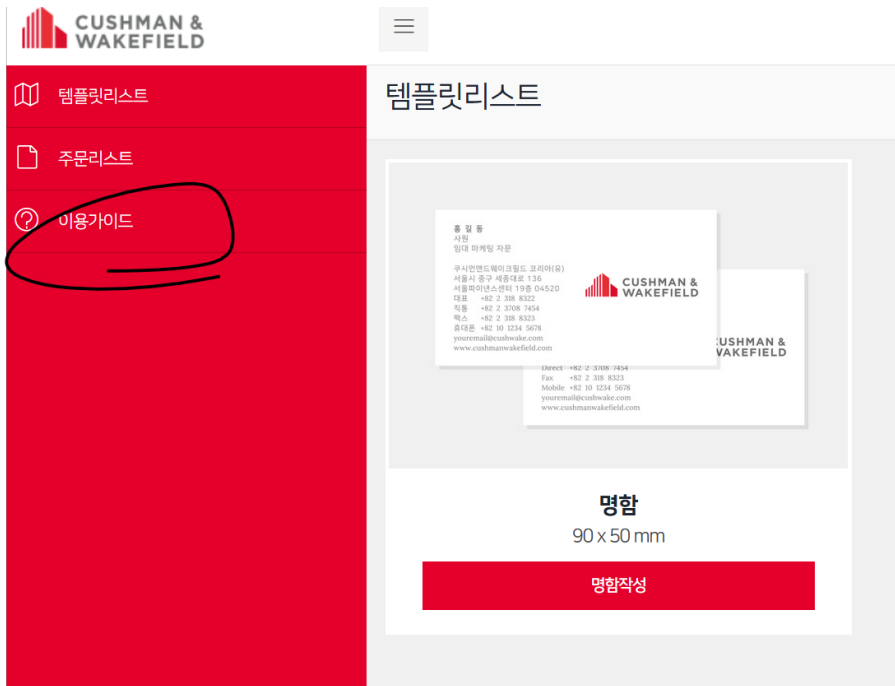 CUSHMAN &
WAKEFIELD
템플릿리스트
주문리스트
이용가이드
템플릿리스트
홍 길 동
사원
임대 마케팅 자문
쿠시먼앤드웨이크필드 코리아(유)
서울시 중구 세종대로 136
서울파이낸스센터 19층 04520
대표 +82 2 318 8322
직통 +82 2 3708 7454
팩스 +82 2 318 8323
휴대폰 +82 10 1234 5678
youremail@cushwake.com
www.cushmanwakefield.com
CUSHMAN &
WAKEFIELD
USHMAN &
WAKEFIELD
Direct +82 2 3708 7454
Fax +82 2 318 8323
Mobile +82 10 1234 5678
youremail@cushwake.com
www.cushmanwakefield.com
명함
90 x 50 mm
명함작성